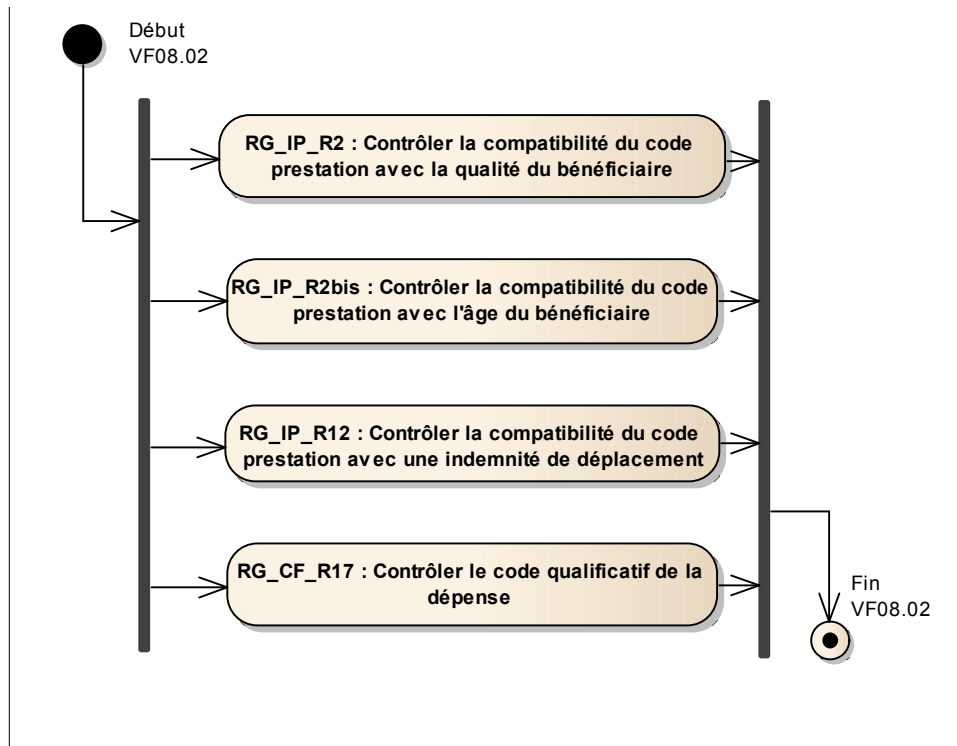 Début
VF08.02
RG_IP_R2 : Contrôler la compatibilité du code
prestation avec la qualité du bénéficiaire
RG_IP_R2bis : Contrôler la compatibilité du code
prestation avec l'âge du bénéficiaire
RG_IP_R12 : Contrôler la compatibilité du code
prestation avec une indemnité de déplacement
RG_CF_R17 : Contrôler le code qualificatif de la
dépense
Fin
VF08.02